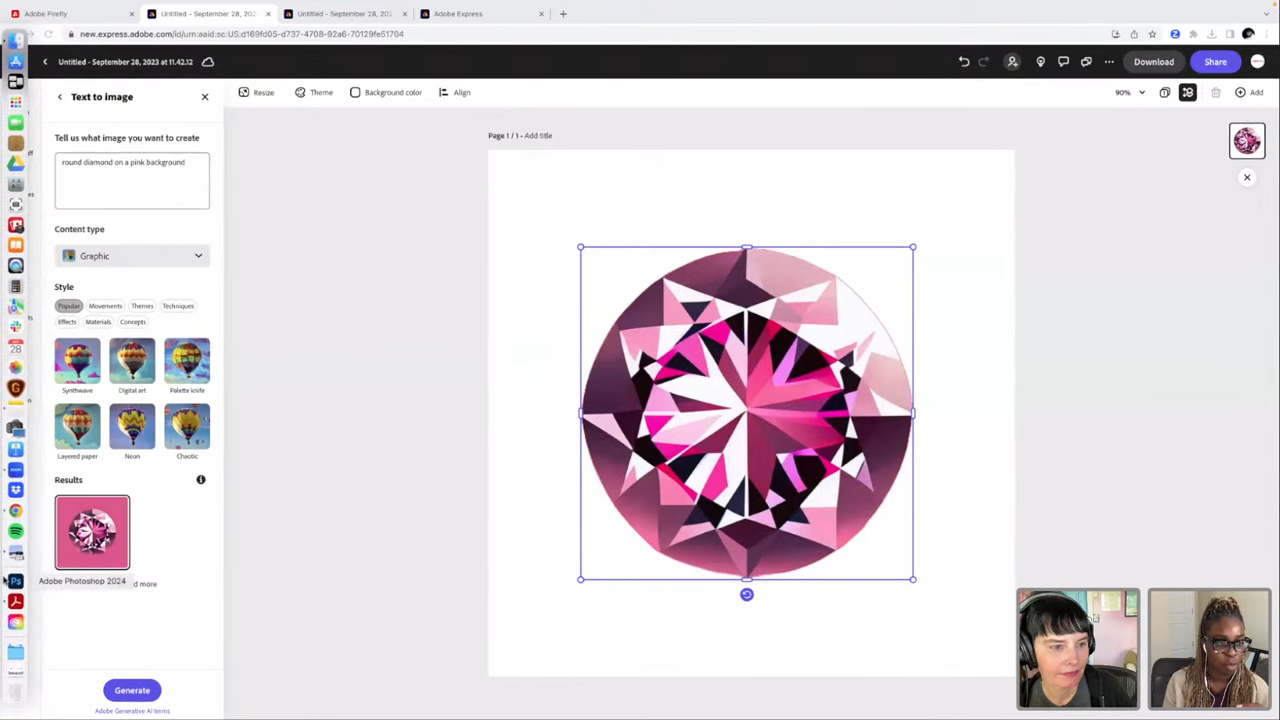 Adobe Firefly
Untitled - September 28, 202
Untitled - September 28, 202
Adobe Express
new.express.adobe.com/id/urn:aaid:sc:US:d169fd05-d737-4708-92a6-70129fe51704
Untitled - September 28, 2023 at 11.42.12
Download
Share
Text to image
Resize
Theme
Background color
Align
90%
Add
Tell us what image you want to create
round diamond on a pink background
Page 1 / 1 - Add title
Content type
Graphic
Style
Popular
Movements
Themes
Techniques
Effects
Materials
Concepts
Synthwave
Digital art
Palette knife
Layered paper
Neon
Chaotic
Results
Adobe Photoshop 2024
d more
Generate
Adobe Generative AI terms
28
Ps